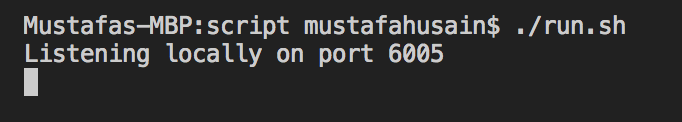 Mustafas-MBP:script mustafahusain$ ./run.sh
Listening locally on port 6005